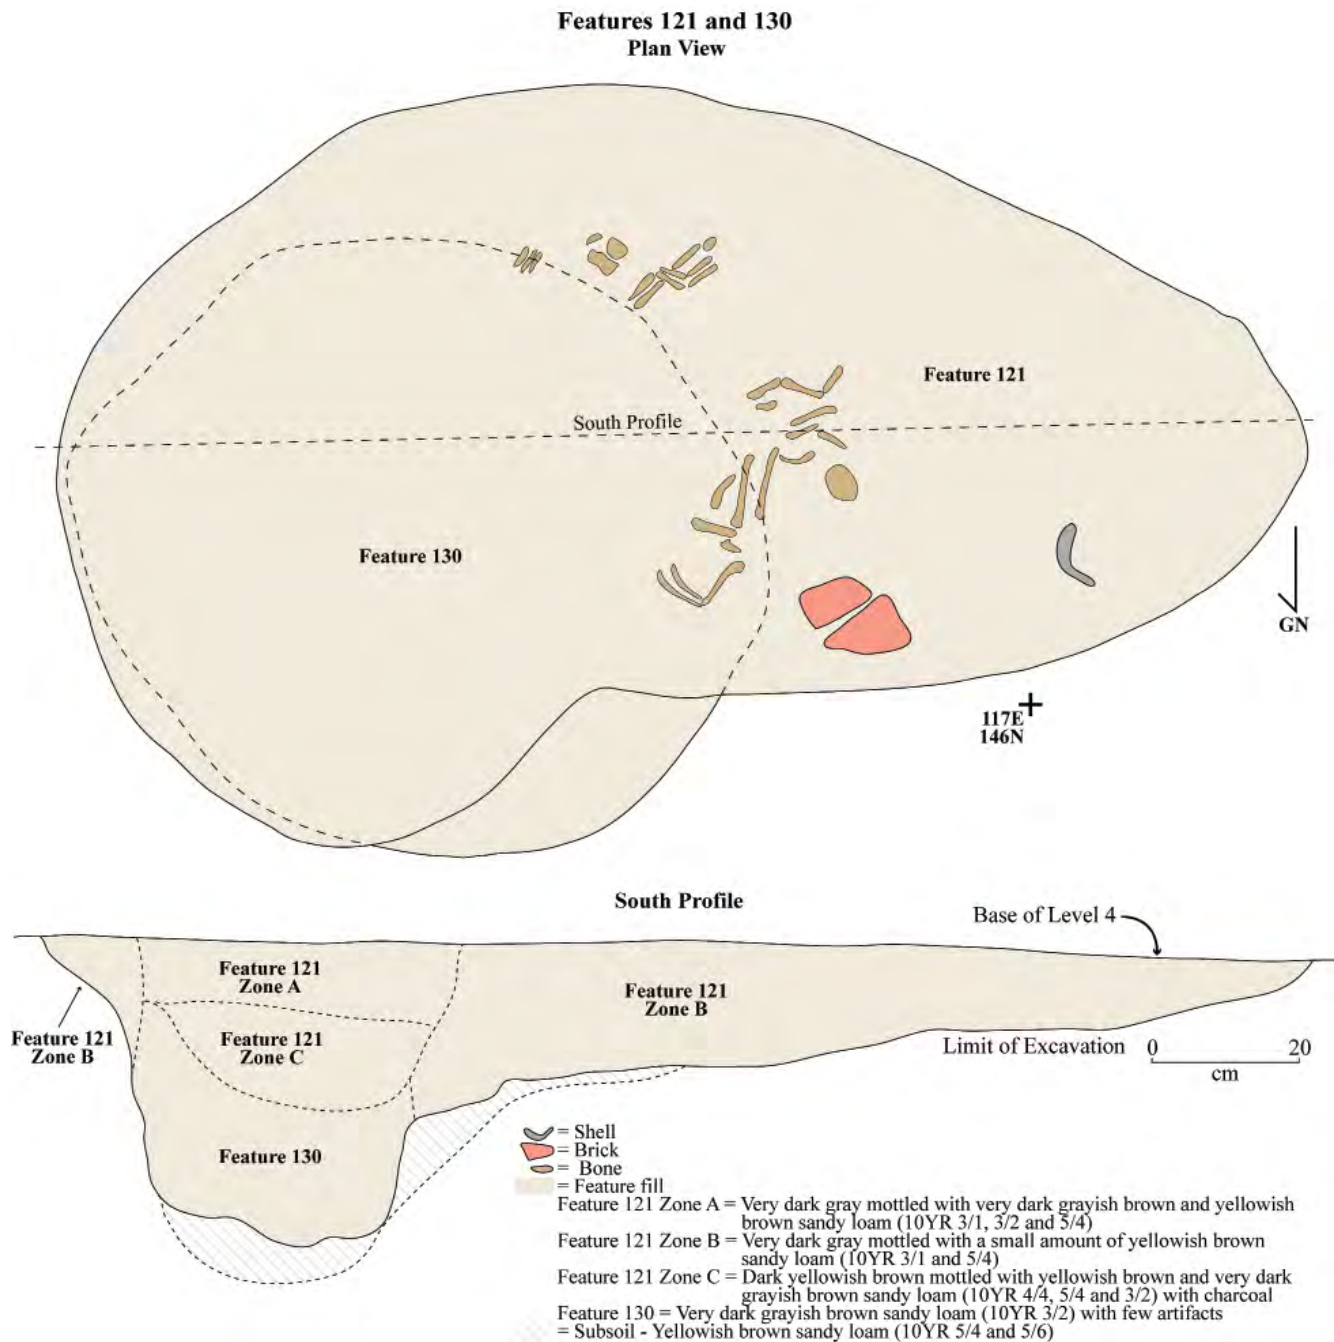 Features 121 and 130
Plan View
Feature 121
South Profile
Feature 130
GN
117E
146N
South Profile
Base of Level 4
Feature 121
Zone A
Feature 121
Zone B
Feature 121
Zone B
Feature 121
Zone C
Limit of Excavation
0 20
cm
Feature 130
= Shell
= Brick
= Bone
= Feature fill
Feature 121 Zone A = Very dark gray mottled with very dark grayish brown and yellowish
brown sandy loam (10YR 3/1, 3/2 and 5/4)
Feature 121 Zone B = Very dark gray mottled with a small amount of yellowish brown
sandy loam (10YR 3/1 and 5/4)
Feature 121 Zone C = Dark yellowish brown mottled with yellowish brown and very dark
grayish brown sandy loam (10YR 4/4, 5/4 and 3/2) with charcoal
Feature 130 = Very dark grayish brown sandy loam (10YR 3/2) with few artifacts
= Subsoil - Yellowish brown sandy loam (10YR 5/4 and 5/6)